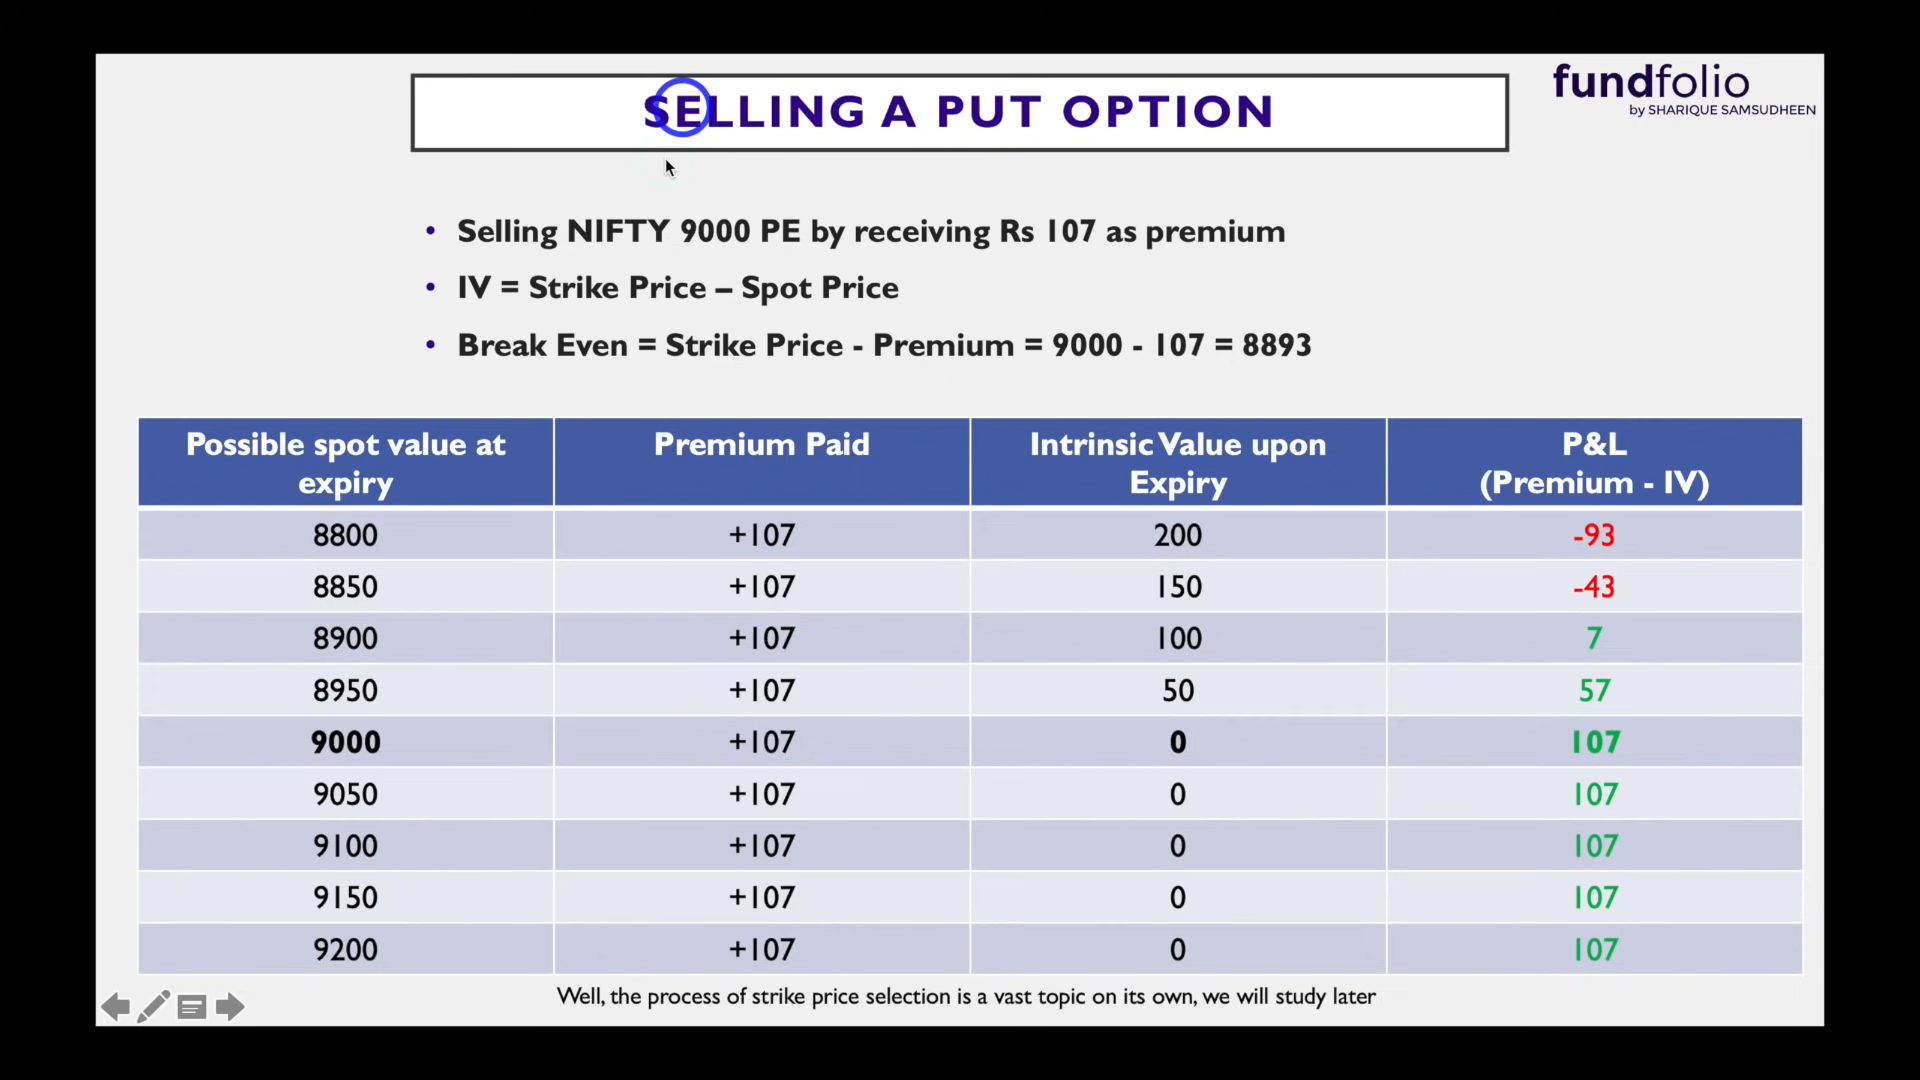 fundfolio
by SHARIQUE SAMSUDHEEN
SELLING A PUT OPTION
• Selling NIFTY 9000 PE by receiving Rs 107 as premium
• IV = Strike Price – Spot Price
• Break Even = Strike Price - Premium = 9000 - 107 = 8893
Possible spot value at expiry | Premium Paid | Intrinsic Value upon Expiry | P&L (Premium - IV)
8800 +107 200 -93
8850 +107 150 -43
8900 +107 100 7
8950 +107 50 57
9000 +107 0 107
9050 +107 0 107
9100 +107 0 107
9150 +107 0 107
9200 +107 0 107
Well, the process of strike price selection is a vast topic on its own, we will study later